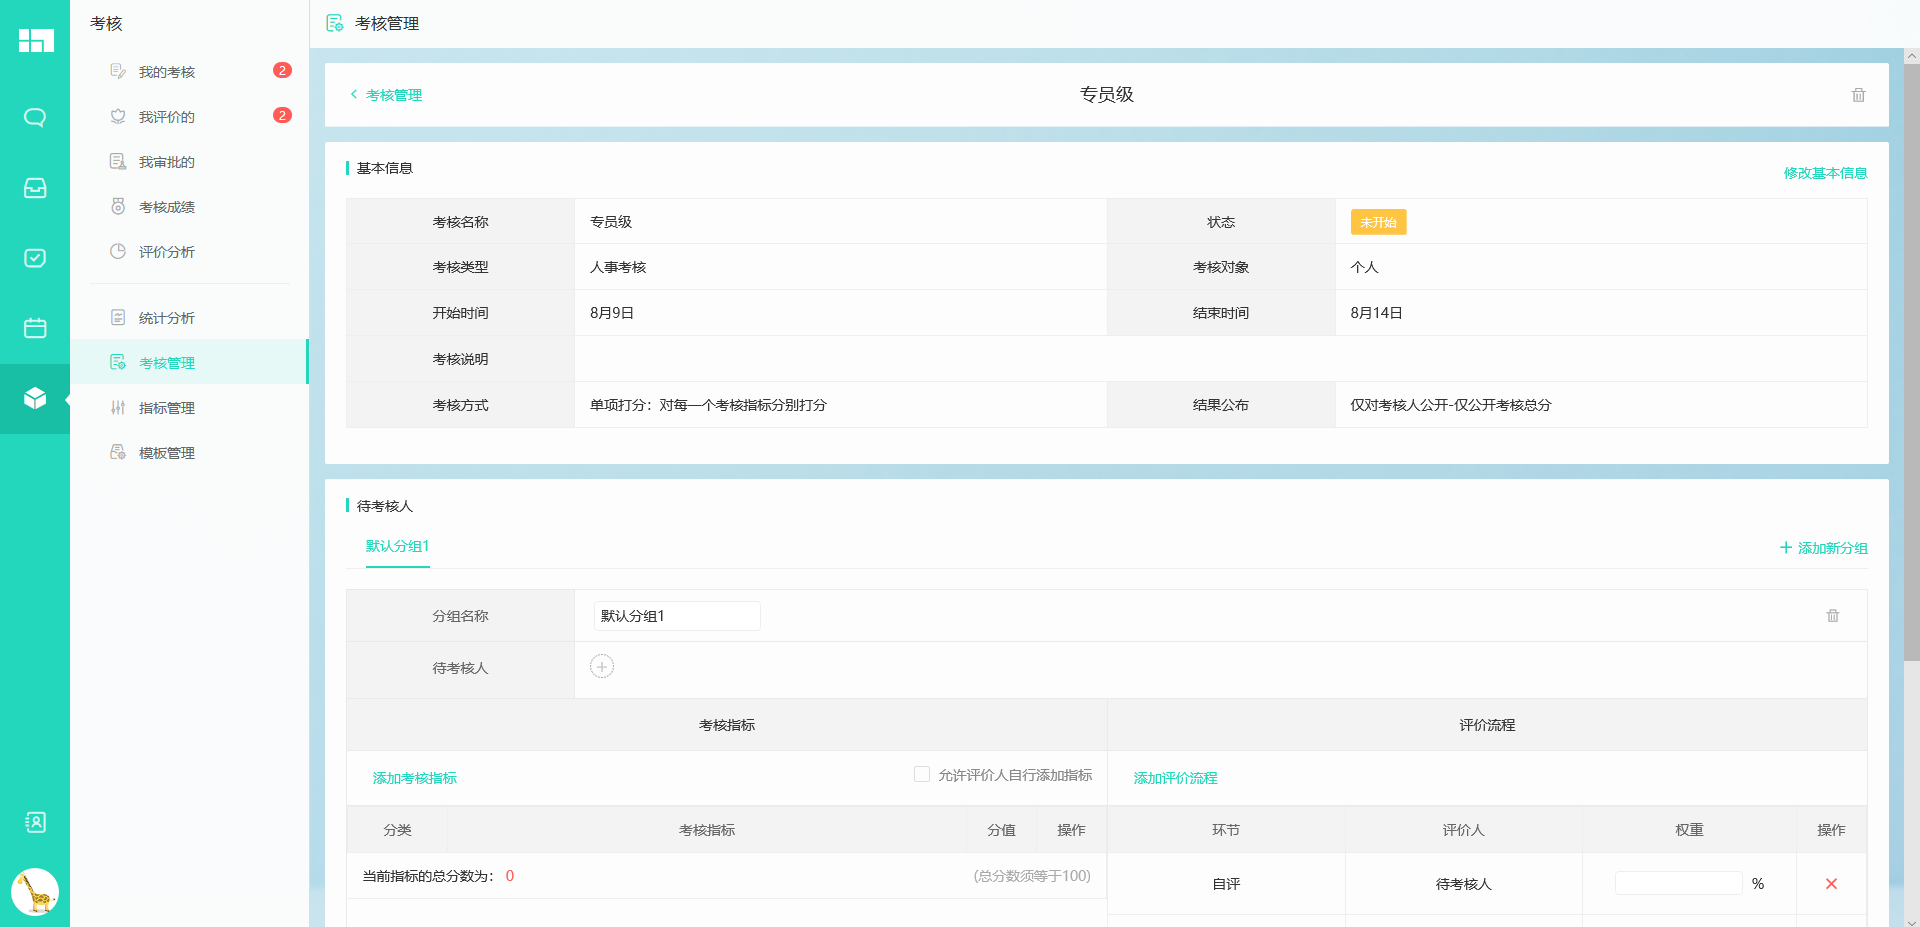 考核
我的考核 2
我评价的 2
我审批的
考核成绩
评价分析
统计分析
考核管理
指标管理
模板管理
考核管理
考核管理
专员级
基本信息
修改基本信息
考核名称 专员级 状态 未开始
考核类型 人事考核 考核对象 个人
开始时间 8月9日 结束时间 8月14日
考核说明
考核方式 单项打分：对每一个考核指标分别打分 结果公布 仅对考核人公开-仅公开考核总分
待考核人
默认分组1
添加新分组
分组名称 默认分组1
待考核人
考核指标 评价流程
添加考核指标 允许评价人自行添加指标 添加评价流程
分类 考核指标 分值 操作 环节 评价人 权重 操作
当前指标的总分数为： 0 (总分数须等于100)
自评 待考核人 %